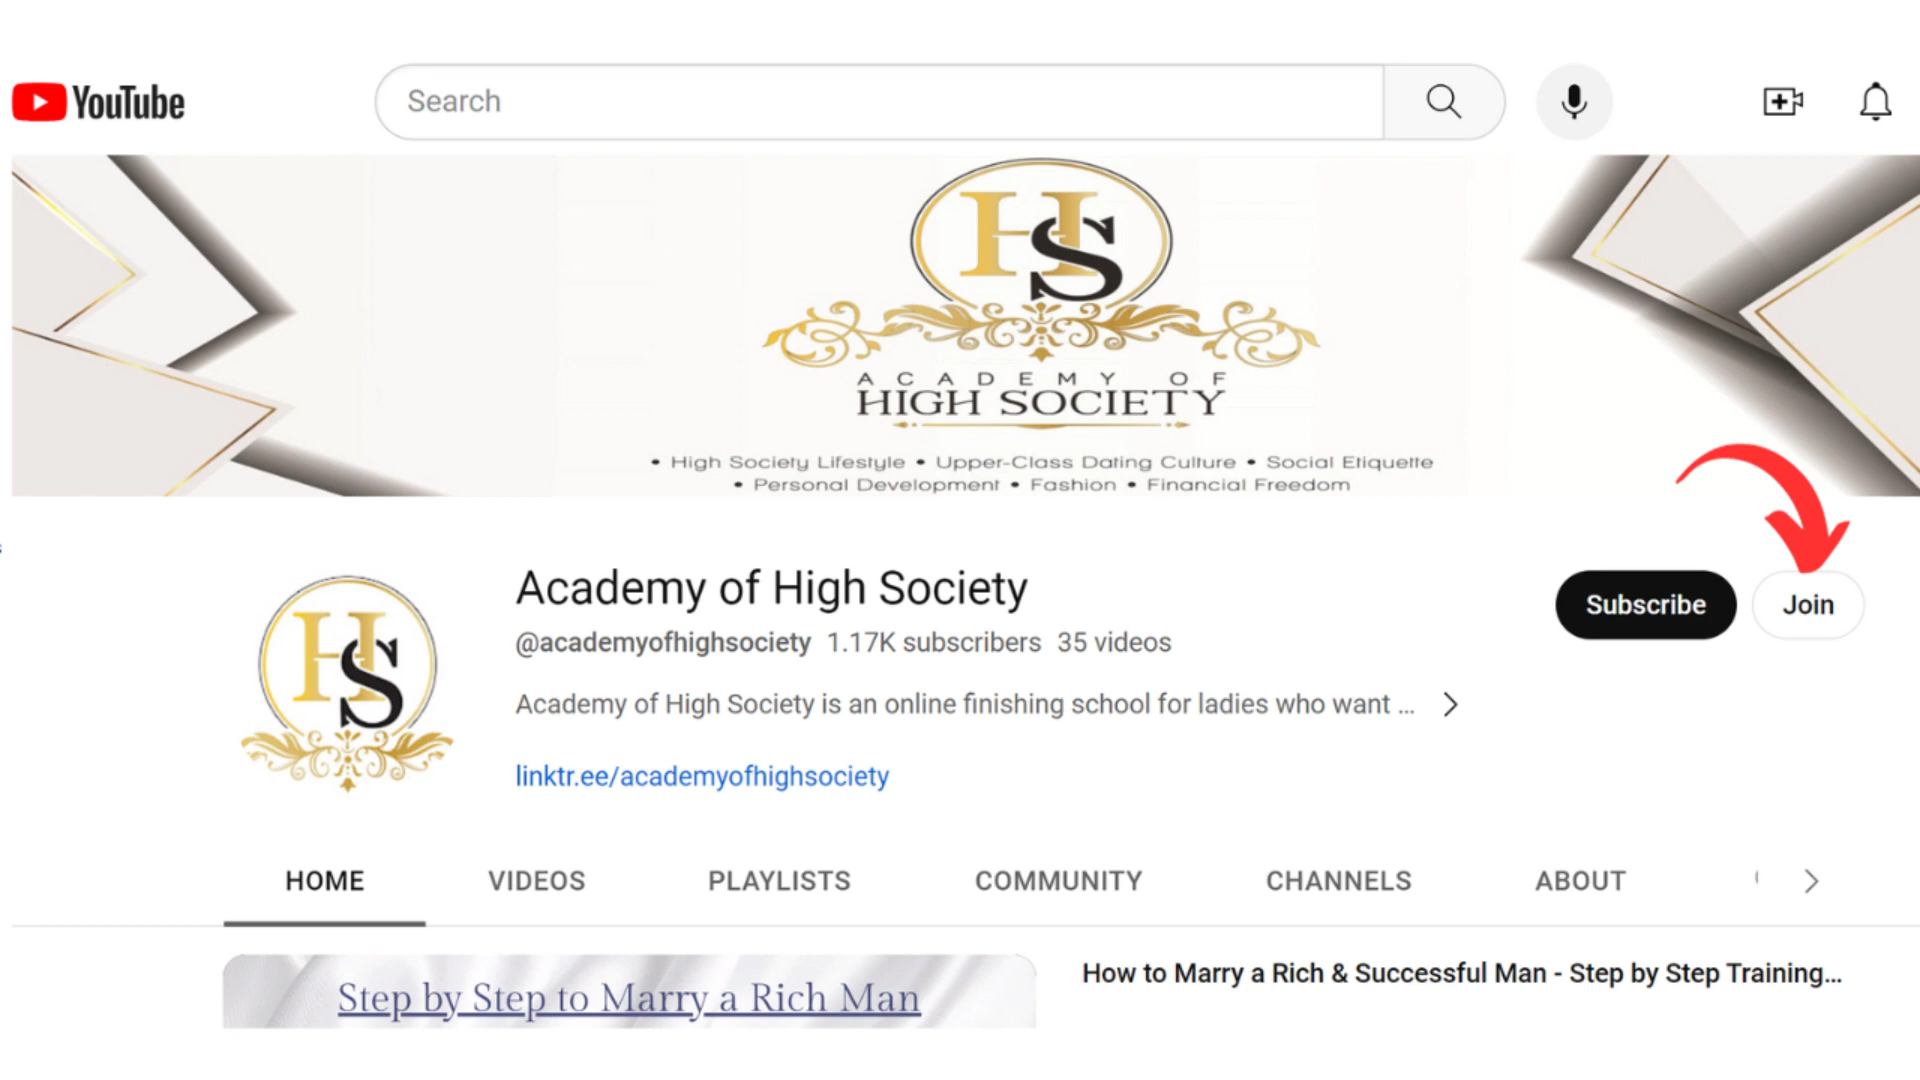 YouTube
Search
HS
ACADEMY OF
HIGH SOCIETY
• High Society Lifestyle • Upper-Class Dating Culture • Social Etiquette
• Personal Development • Fashion • Financial Freedom
HS
Academy of High Society
@academyofhighsociety 1.17K subscribers 35 videos
Academy of High Society is an online finishing school for ladies who want ...
linktr.ee/academyofhighsociety
Subscribe
Join
HOME VIDEOS PLAYLISTS COMMUNITY CHANNELS ABOUT
Step by Step to Marry a Rich Man
How to Marry a Rich & Successful Man - Step by Step Training...